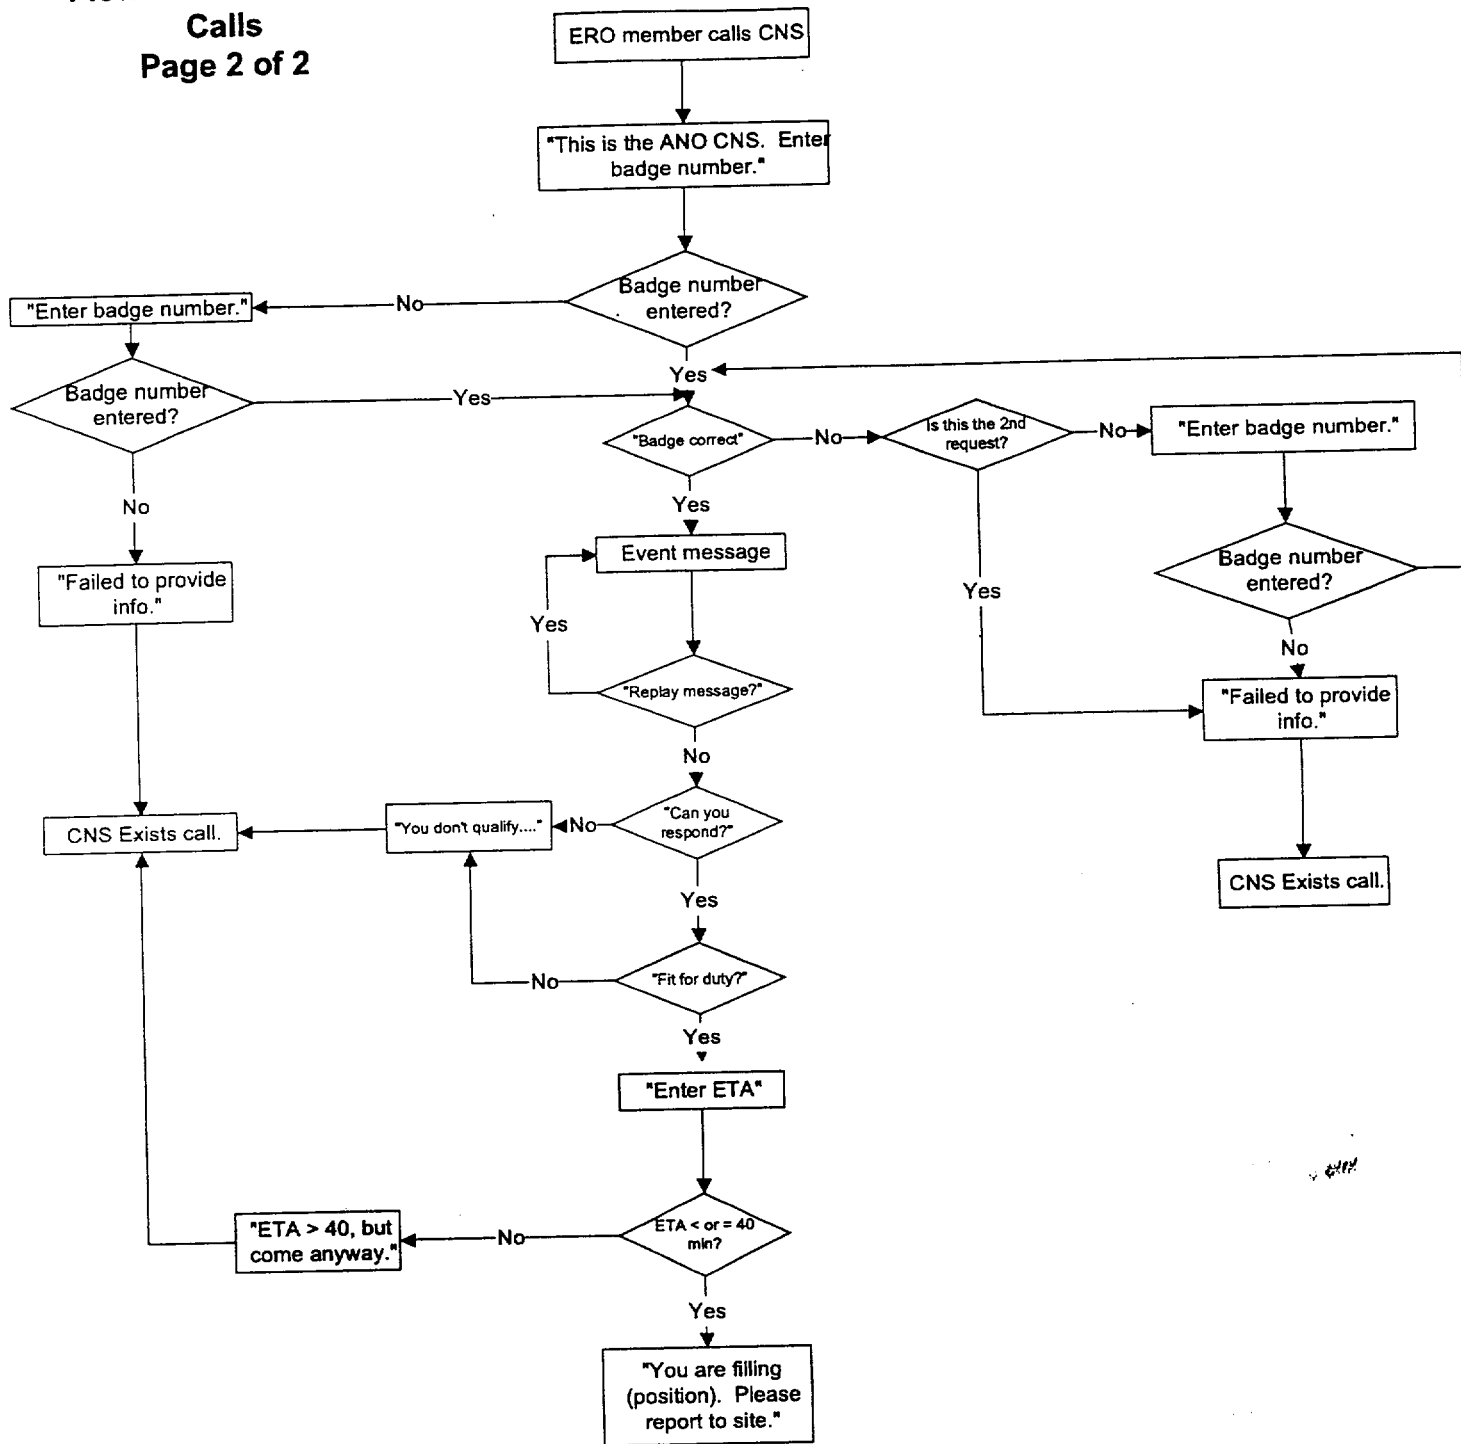 Calls
Page 2 of 2
ERO member calls CNS
"This is the ANO CNS. Enter
badge number."
Badge number
entered?
No
"Enter badge number."
Yes
Badge number
entered?
Yes
"Badge correct"
No
Is this the 2nd
request?
No
"Enter badge number."
No
Yes
Yes
Badge number
entered?
"Failed to provide
info."
Event message
Yes
No
"Replay message?"
"Failed to provide
info."
No
"Can you
respond?"
No
"You don't qualify...."
CNS Exists call.
CNS Exists call.
Yes
"Fit for duty?"
No
Yes
"Enter ETA"
ETA < or = 40
min?
No
"ETA > 40, but
come anyway."
Yes
"You are filling
(position). Please
report to site."